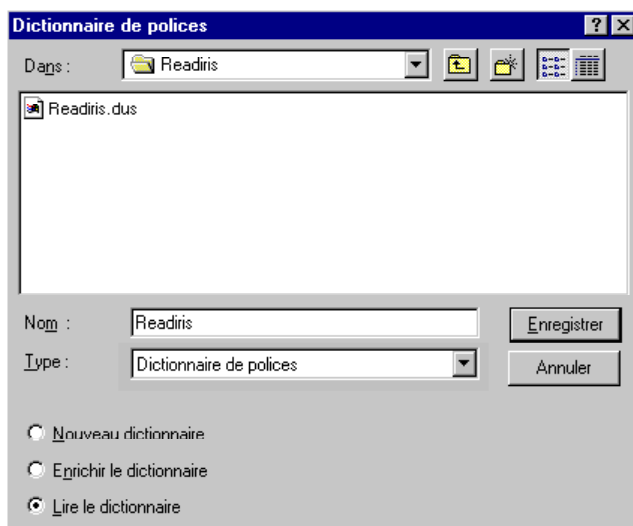 Dictionnaire de polices
Dans : Readiris
Readiris.dus
Nom : Readiris Enregistrer
Type : Dictionnaire de polices Annuler
Nouveau dictionnaire
Enrichir le dictionnaire
Lire le dictionnaire